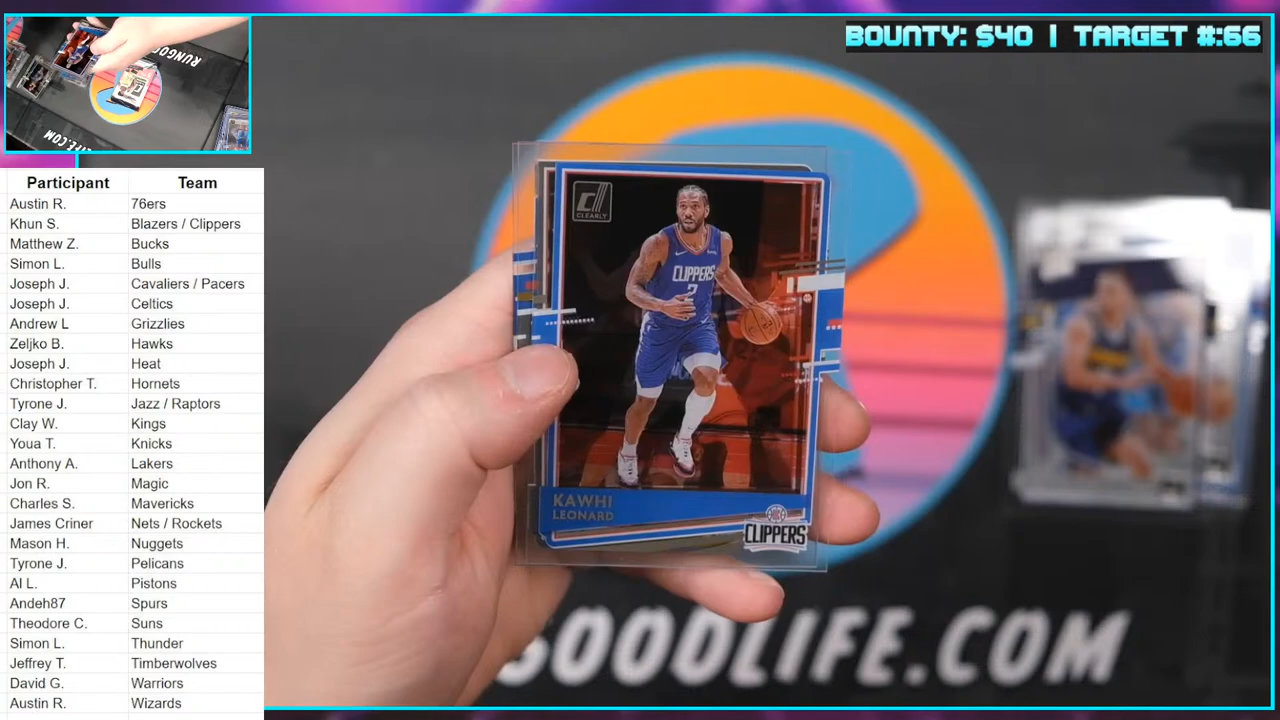 BOUNTY: $40 | TARGET #:66
RUNGOO
.COM
Participant Team
Austin R. 76ers
Khun S. Blazers / Clippers
Matthew Z. Bucks
Simon L. Bulls
Joseph J. Cavaliers / Pacers
Joseph J. Celtics
Andrew L Grizzlies
Zeljko B. Hawks
Joseph J. Heat
Christopher T. Hornets
Tyrone J. Jazz / Raptors
Clay W. Kings
Youa T. Knicks
Anthony A. Lakers
Jon R. Magic
Charles S. Mavericks
James Criner Nets / Rockets
Mason H. Nuggets
Tyrone J. Pelicans
Al L. Pistons
Andeh87 Spurs
Theodore C. Suns
Simon L. Thunder
Jeffrey T. Timberwolves
David G. Warriors
Austin R. Wizards
CLEARLY
CLIPPERS
2
KAWHI
LEONARD
CLIPPERS
GOODLIFE.COM